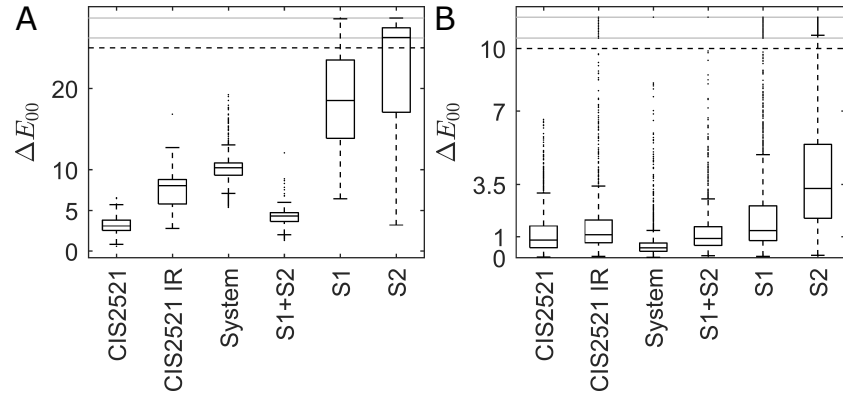 A
ΔE₀₀
20
10
5
0
CIS2521
CIS2521 IR
System
S1+S2
S1
S2
B
ΔE₀₀
10
7
3.5
1
0
CIS2521
CIS2521 IR
System
S1+S2
S1
S2